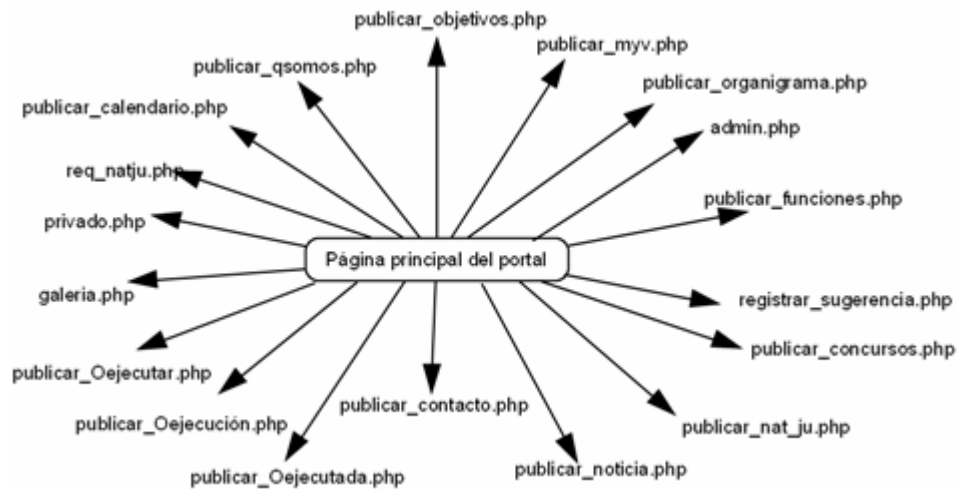 publicar_objetivos.php
publicar_myv.php
publicar_qsomos.php
publicar_organigrama.php
publicar_calendario.php
admin.php
req_natju.php
publicar_funciones.php
privado.php
Página principal del portal
galeria.php
registrar_sugerencia.php
publicar_concursos.php
publicar_Oejecutar.php
publicar_contacto.php
publicar_Oejecución.php
publicar_nat_ju.php
publicar_Oejecutada.php
publicar_noticia.php